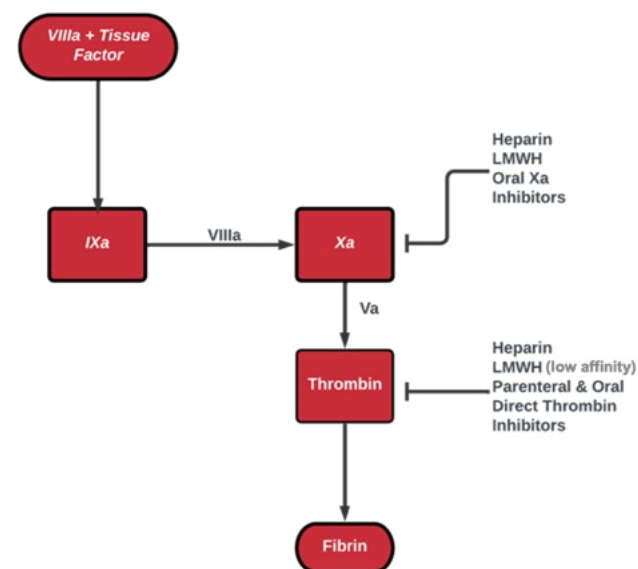 VIIIa + Tissue
Factor
Heparin
LMWH
Oral Xa
Inhibitors
IXa
VIIIa
Xa
Va
Thrombin
Heparin
LMWH (low affinity)
Parenteral & Oral
Direct Thrombin
Inhibitors
Fibrin